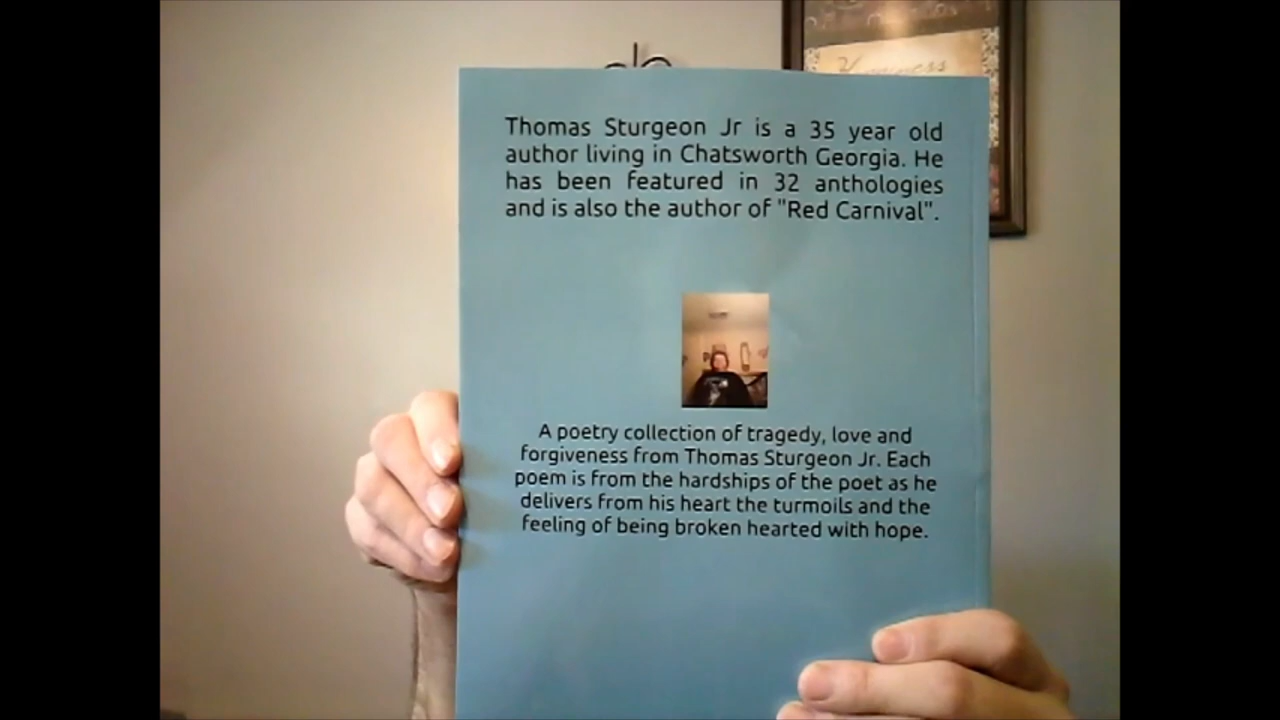 Thomas Sturgeon Jr is a 35 year old
author living in Chatsworth Georgia. He
has been featured in 32 anthologies
and is also the author of "Red Carnival".
A poetry collection of tragedy, love and
forgiveness from Thomas Sturgeon Jr. Each
poem is from the hardships of the poet as he
delivers from his heart the turmoils and the
feeling of being broken hearted with hope.